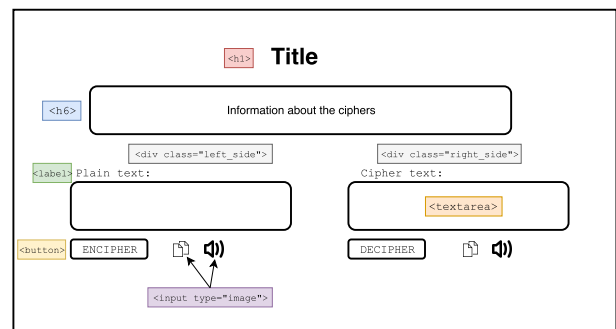 <h1> Title
<h6> Information about the ciphers
<div class="left_side"> <div class="right_side">
<label> Plain text: Cipher text:
<textarea>
<button> ENCIPHER DECIPHER
<input type="image">